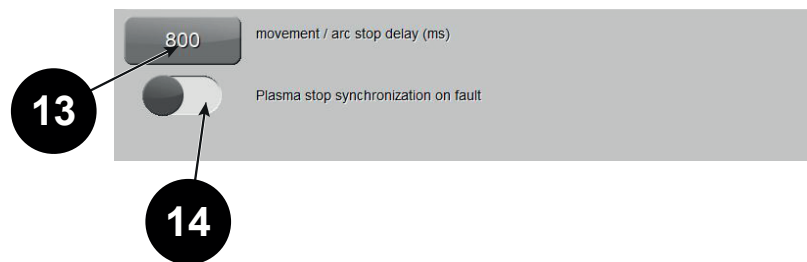 800
movement / arc stop delay (ms)
13
Plasma stop synchronization on fault
14